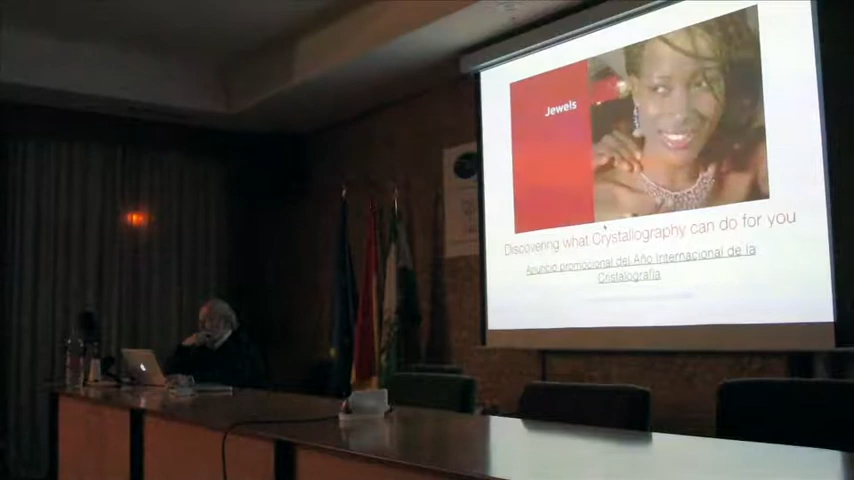 Jewels
Discovering what Crystallography can do for you
Anuncio promocional del Año Internacional de la
Cristalografía